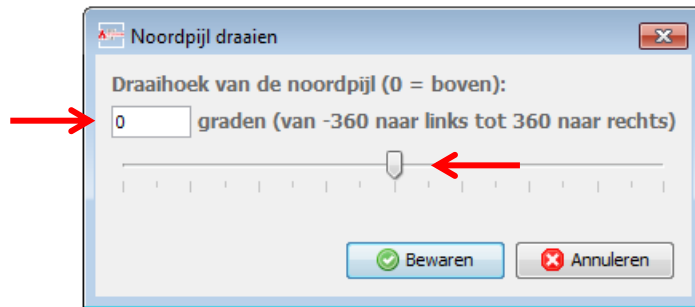 Noordpijl draaien
Draaihoek van de noordpijl (0 = boven):
0 graden (van -360 naar links tot 360 naar rechts)
Bewaren Annuleren